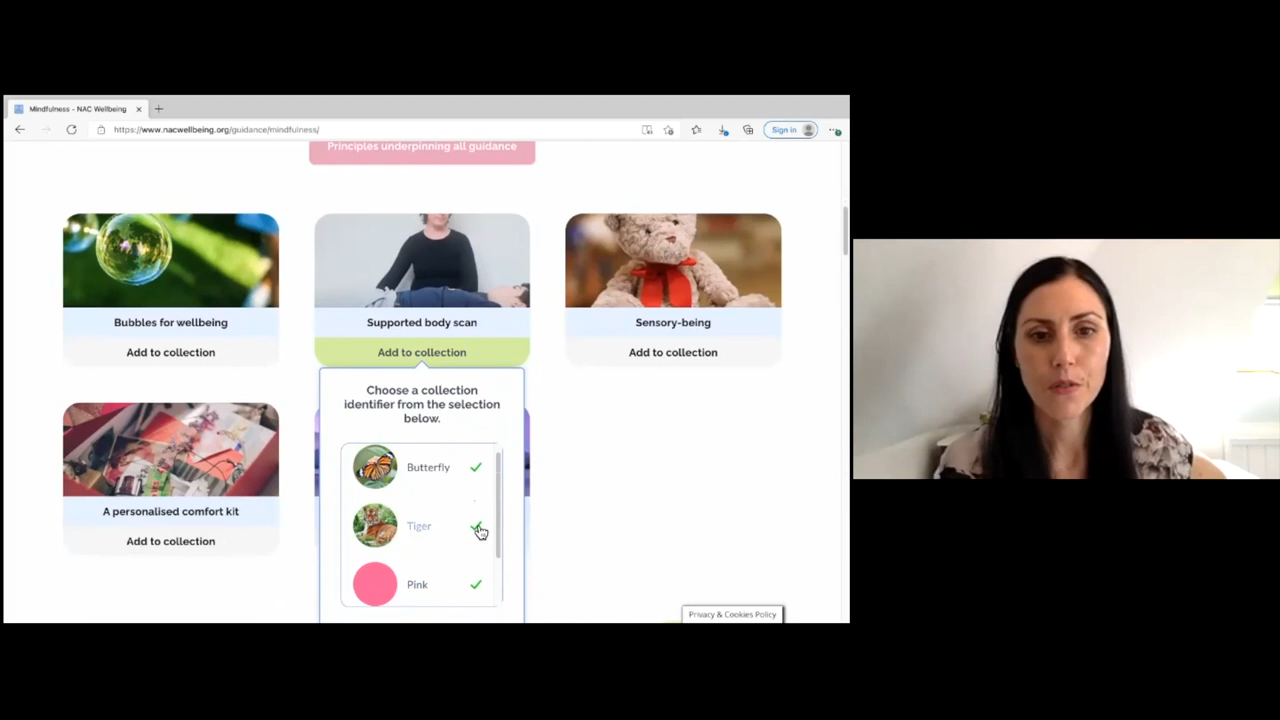 Mindfulness - NAC Wellbeing
https://www.nacwellbeing.org/guidance/mindfulness/
Sign in
Principles underpinning all guidance
Bubbles for wellbeing
Supported body scan
Sensory-being
Add to collection
Add to collection
Add to collection
Choose a collection
identifier from the selection
below.
Butterfly
Tiger
Pink
A personalised comfort kit
Add to collection
Privacy & Cookies Policy